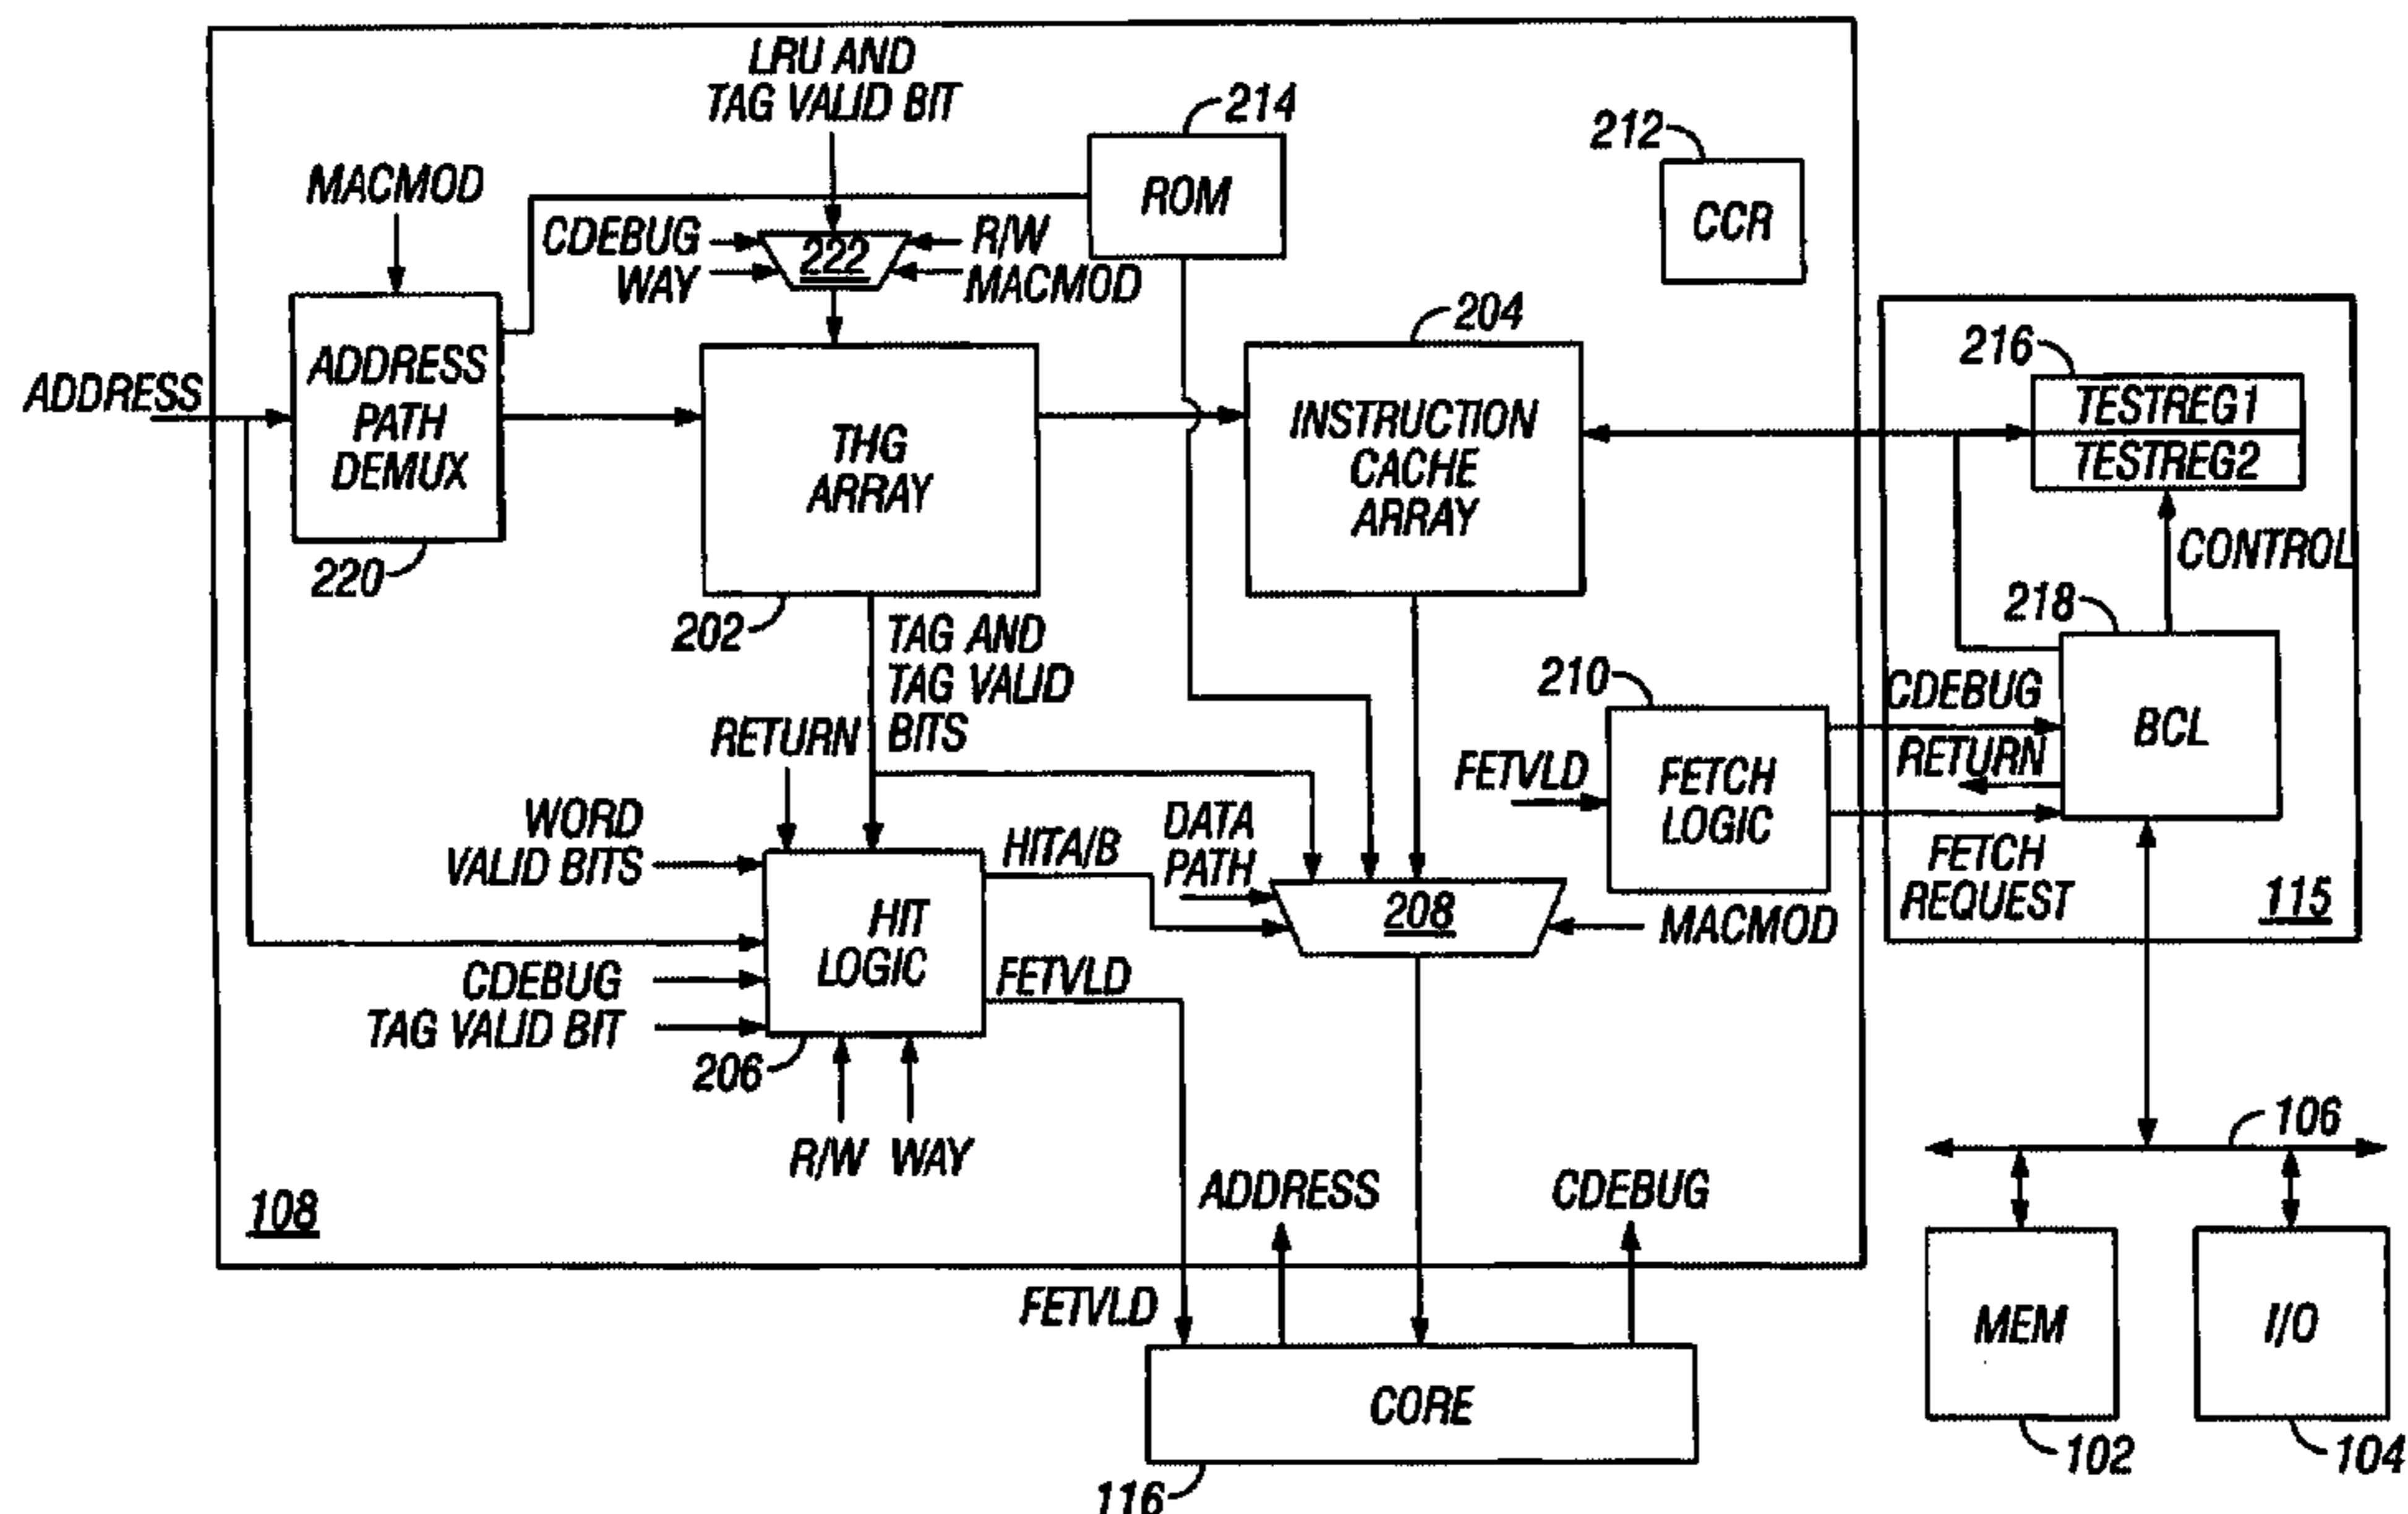 LRU AND
TAG VALID BIT
214
212
MACMOD
ROM
CCR
CDEBUG
R/W
222
WAY
MACMOD
204
216
ADDRESS
ADDRESS
PATH
DEMUX
THG
ARRAY
INSTRUCTION
CACHE
ARRAY
TESTREG1
TESTREG2
CONTROL
220
202
218
TAG AND
TAG VALID
BITS
210
CDEBUG
RETURN
BCL
RETURN
FETVLD
FETCH
LOGIC
WORD
VALID BITS
HITA/B
DATA
PATH
FETCH
REQUEST
208
115
MACMOD
HIT
LOGIC
CDEBUG
FETVLD
TAG VALID BIT
206
106
R/W WAY
108
ADDRESS
CDEBUG
FETVLD
MEM
I/O
CORE
102
104
116